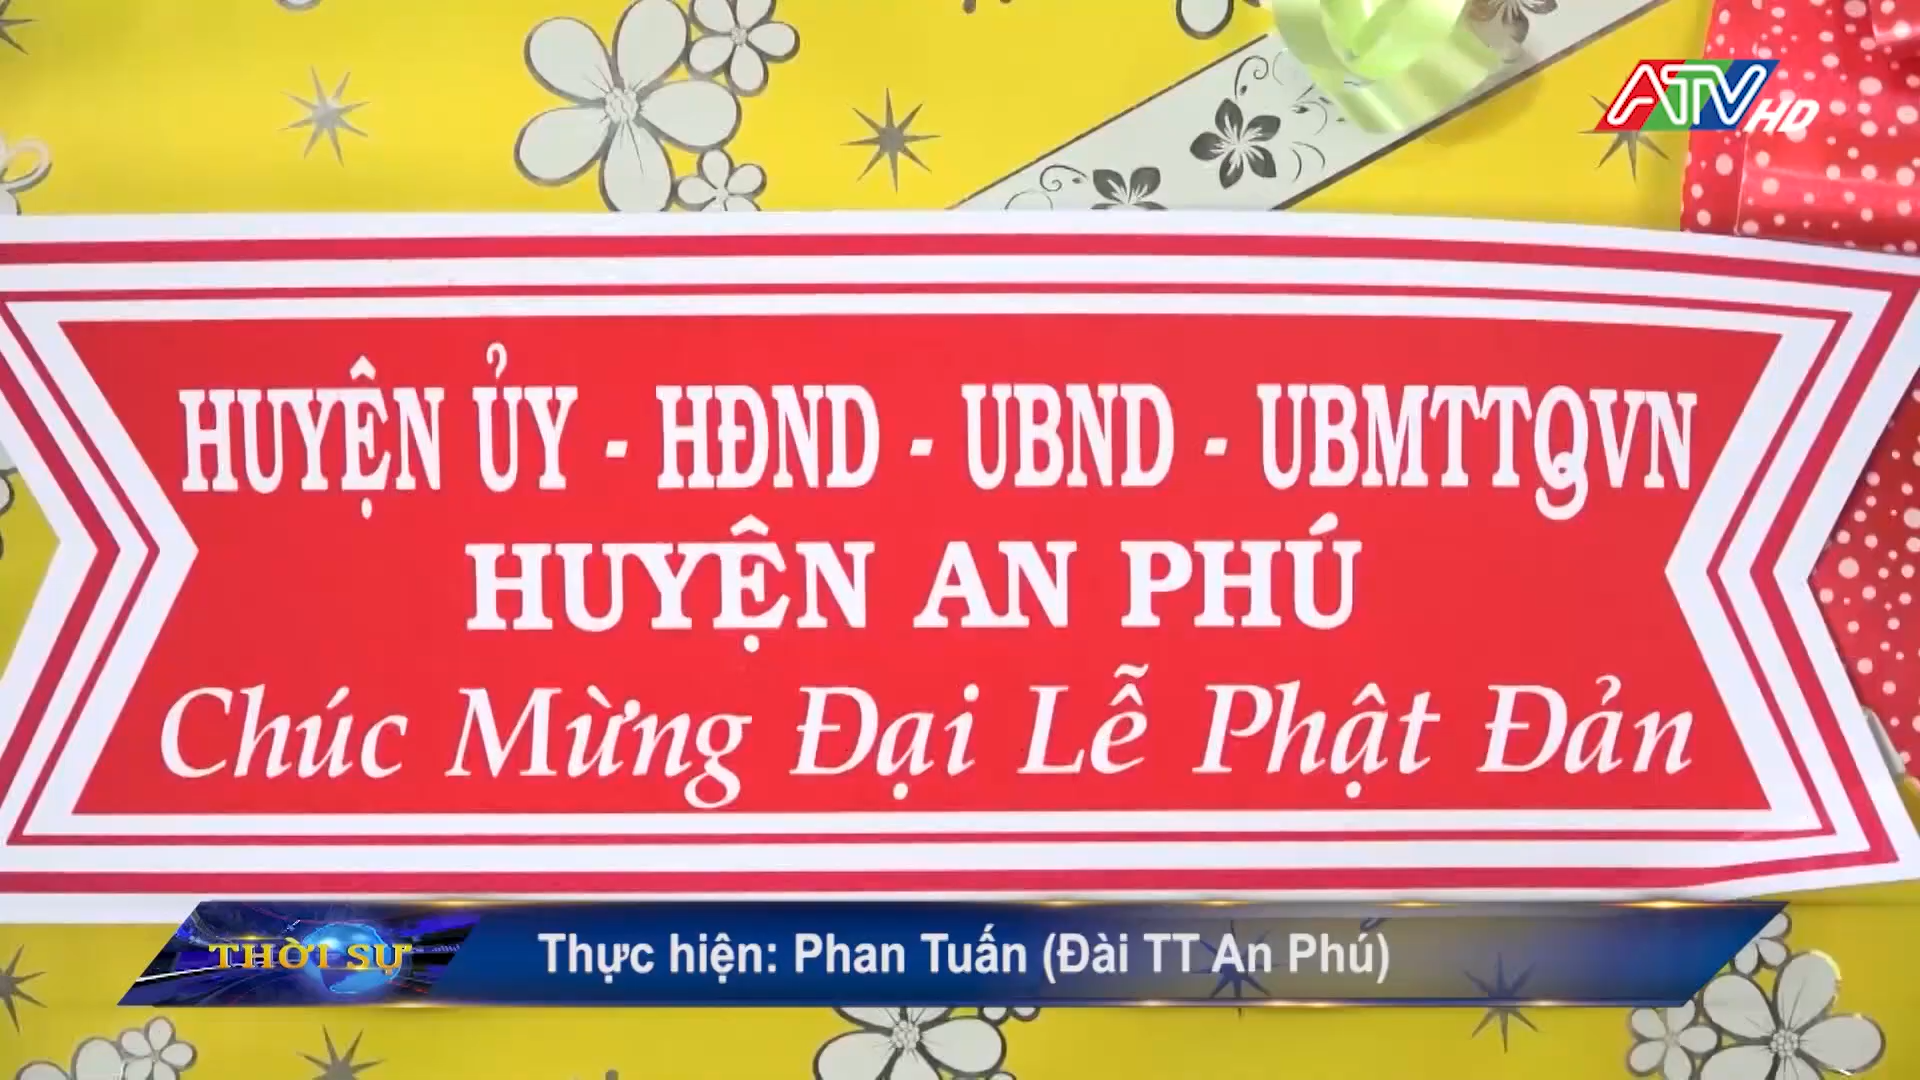 ATV HD
HUYỆN ỦY - HĐND - UBND - UBMTTQVN
HUYỆN AN PHÚ
Chúc Mừng Đại Lễ Phật Đản
THỜI SỰ
Thực hiện: Phan Tuấn (Đài TT An Phú)